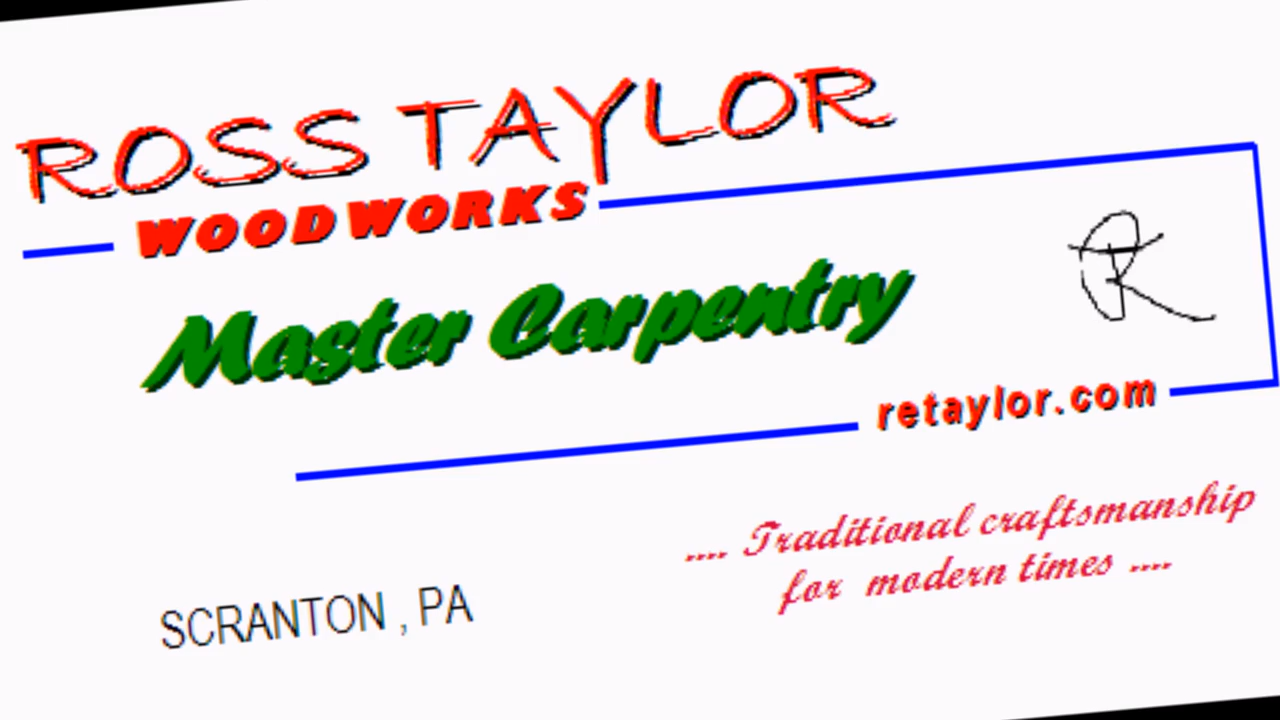 ROSS TAYLOR
WOODWORKS
Master Carpentry
retaylor.com
.... Traditional craftsmanship
for modern times ....
SCRANTON , PA